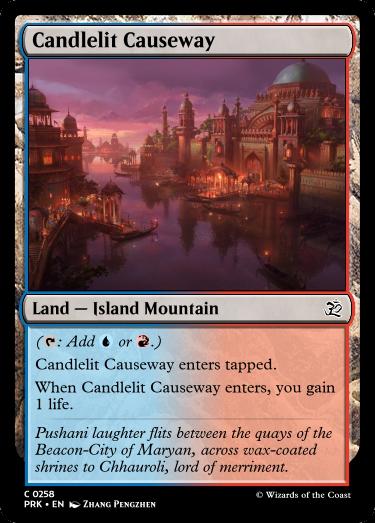 Candlelit Causeway
Land — Island Mountain
(: Add or .)
Candlelit Causeway enters tapped.
When Candlelit Causeway enters, you gain
1 life.
Pushani laughter flits between the quays of the
Beacon-City of Maryan, across wax-coated
shrines to Chhauroli, lord of merriment.
C 0258
PRK • EN Zhang Pengzhen
© Wizards of the Coast